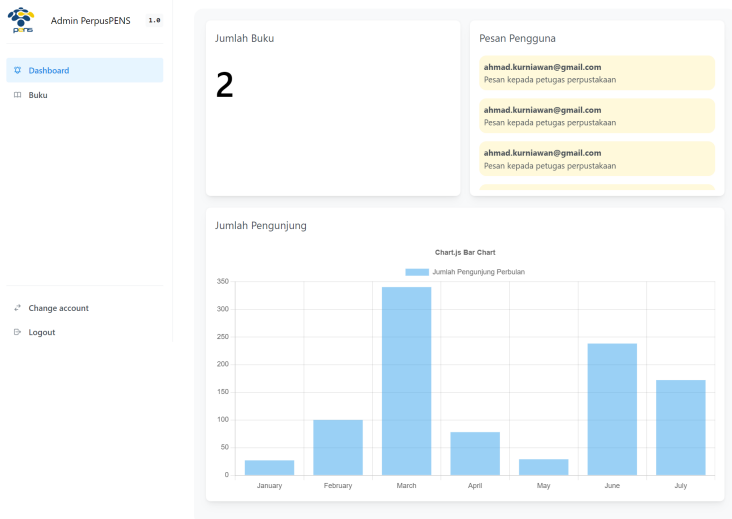 pens
Admin PerpusPENS
1.0
Dashboard
Buku
Change account
Logout
Jumlah Buku
2
Pesan Pengguna
ahmad.kurniawan@gmail.com
Pesan kepada petugas perpustakaan
ahmad.kurniawan@gmail.com
Pesan kepada petugas perpustakaan
ahmad.kurniawan@gmail.com
Pesan kepada petugas perpustakaan
Jumlah Pengunjung
Chart.js Bar Chart
Jumlah Pengunjung Perbulan
350
300
250
200
150
100
50
0
January February March April May June July